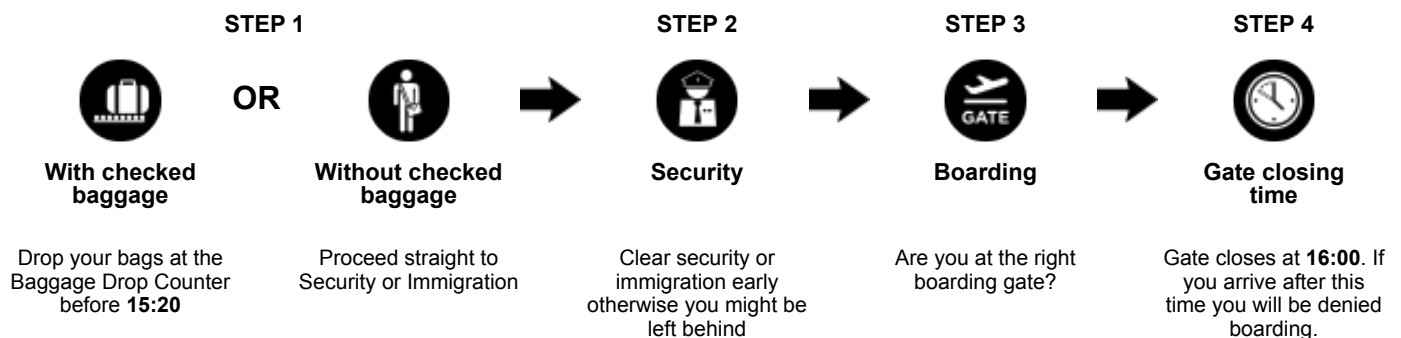 STEP 1
STEP 2
STEP 3
STEP 4
OR
GATE
With checked
baggage
Without checked
baggage
Security
Boarding
Gate closing
time
Drop your bags at the
Baggage Drop Counter
before 15:20
Proceed straight to
Security or Immigration
Clear security or
immigration early
otherwise you might be
left behind
Are you at the right
boarding gate?
Gate closes at 16:00. If
you arrive after this
time you will be denied
boarding.